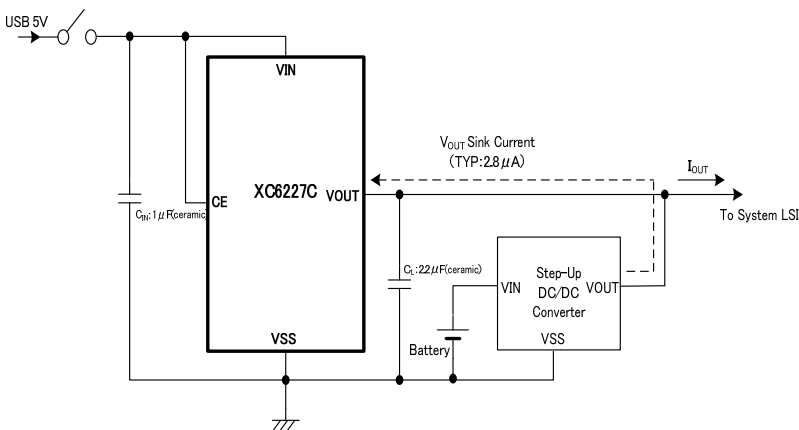 USB 5V
VIN
VOUT Sink Current
(TYP:2.8μA)
IOUT
CE
XC6227C
VOUT
To System LSI
CIN:1μF(ceramic)
CL:22μF(ceramic)
VIN
Step-Up
DC/DC
Converter
VOUT
VSS
VSS
Battery